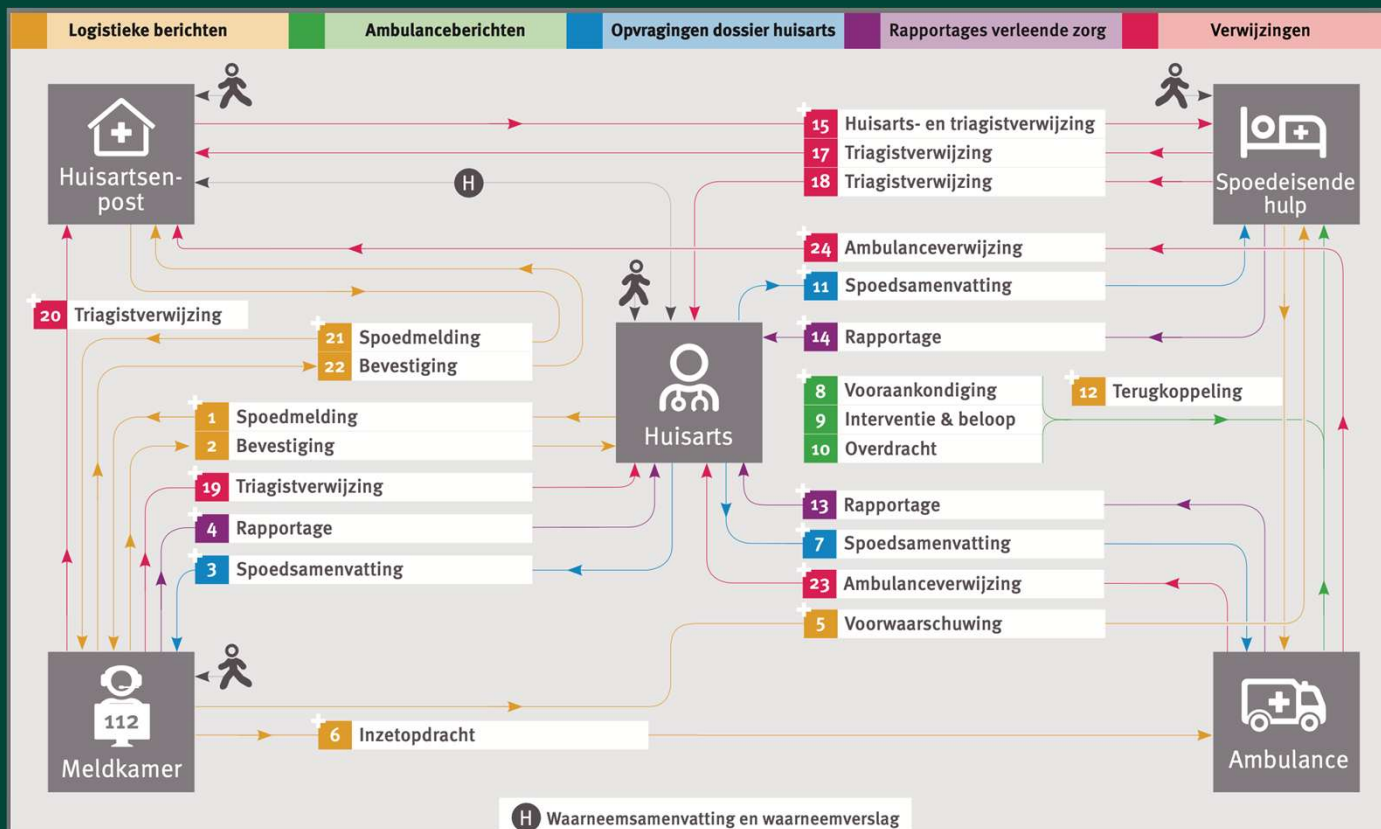 Logistieke berichten
Ambulanceberichten
Opvragingen dossier huisarts
Rapportages verleende zorg
Verwijzingen
Huisartsen-
post
15 Huisarts- en triagistverwijzing
17 Triagistverwijzing
18 Triagistverwijzing
H
Spoedeisende
hulp
24 Ambulanceverwijzing
11 Spoedsamenvatting
14 Rapportage
20 Triagistverwijzing
21 Spoedmelding
22 Bevestiging
1 Spoedmelding
2 Bevestiging
19 Triagistverwijzing
4 Rapportage
3 Spoedsamenvatting
Huisarts
8 Vooraankondiging
9 Interventie & beloop
10 Overdracht
12 Terugkoppeling
13 Rapportage
7 Spoedsamenvatting
23 Ambulanceverwijzing
5 Voorwaarschuwing
112
Meldkamer
6 Inzetopdracht
Ambulance
H Waarneemsamenvatting en waarneemverslag